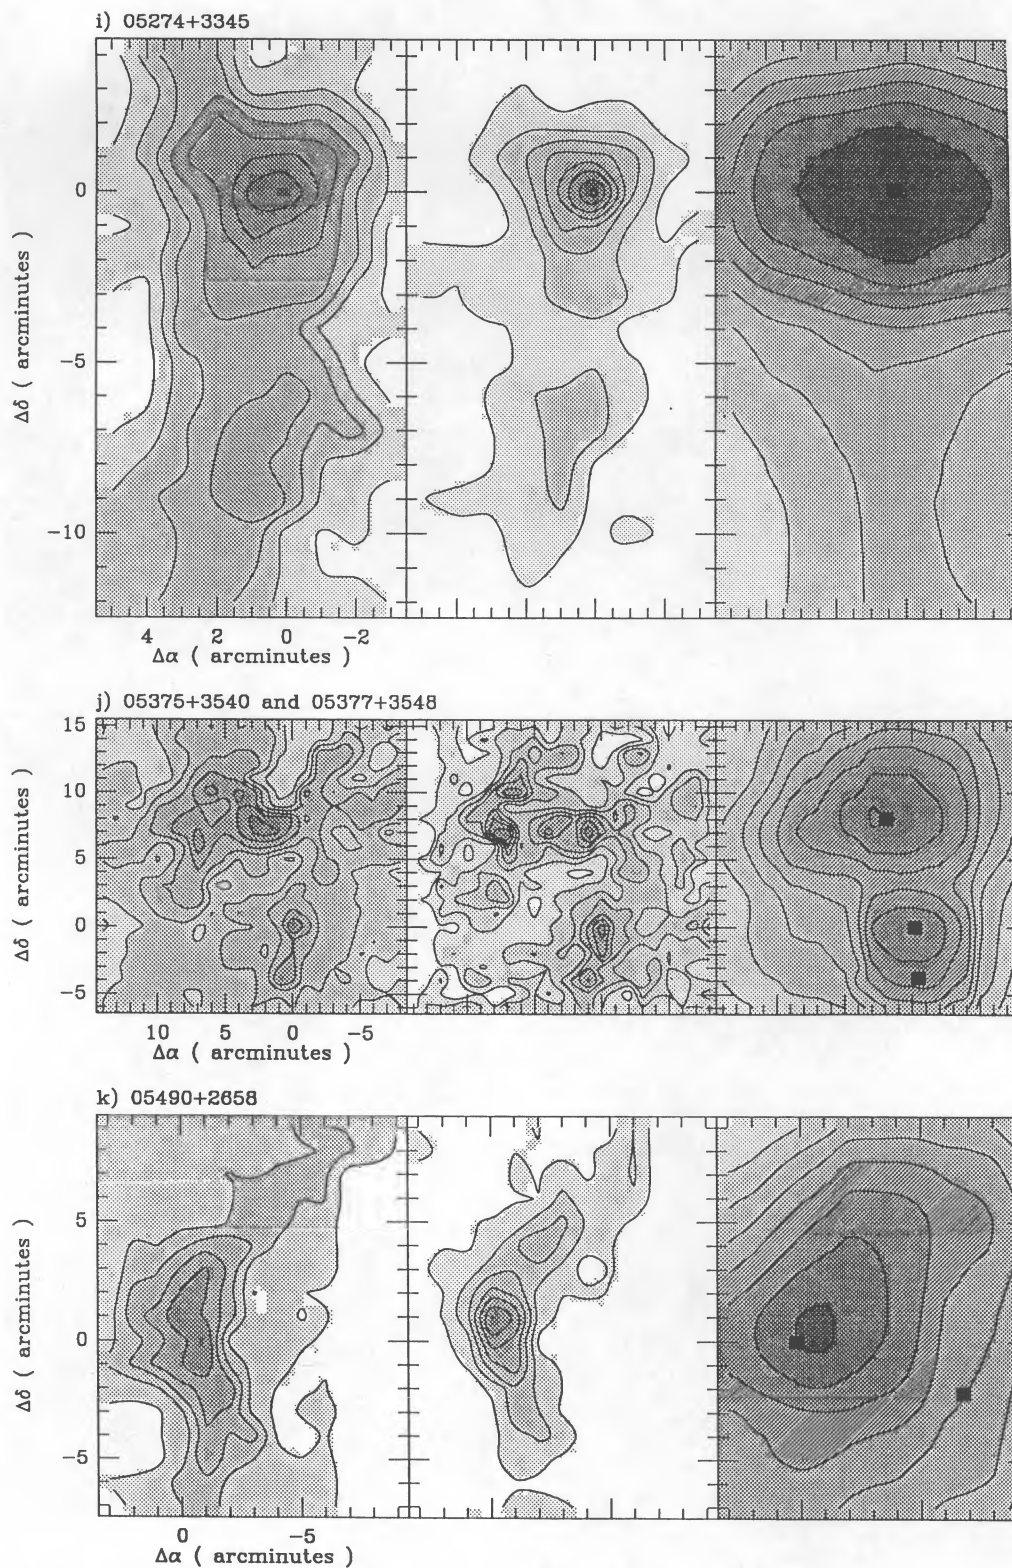 i) 05274+3345
0
−5
−10
Δδ ( arcminutes )
4 2 0 −2
Δα ( arcminutes )
j) 05375+3540 and 05377+3548
15
10
5
0
−5
Δδ ( arcminutes )
10 5 0 −5
Δα ( arcminutes )
k) 05490+2658
5
0
−5
Δδ ( arcminutes )
0 −5
Δα ( arcminutes )